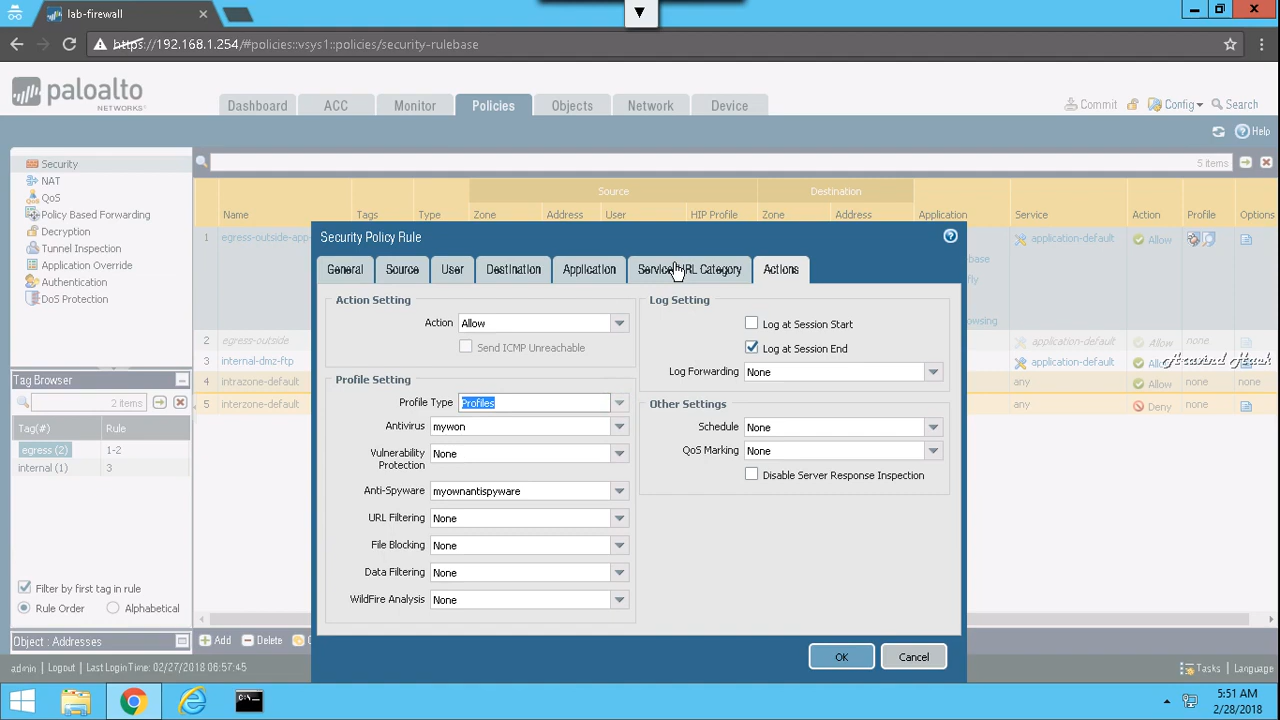 lab-firewall
https://192.168.1.254/#policies::vsys1::policies/security-rulebase
paloalto
NETWORKS
Dashboard ACC Monitor Policies Objects Network Device
Commit Config Search
Help
5 items
Security
NAT
QoS
Policy Based Forwarding
Decryption
Tunnel Inspection
Application Override
Authentication
DoS Protection
Source Destination
Name Tags Type Zone Address User HIP Profile Zone Address Application Service Action Profile Options
1 egress-outside-app application-default Allow
2 egress-outside application-default Allow
3 internal-dmz-ftp application-default
4 intrazone-default any Allow none none
5 interzone-default any Deny
Aravind Hack
Tag Browser
2 items
Tag(#) Rule
egress (2) 1-2
internal (1) 3
Filter by first tag in rule
Rule Order Alphabetical
Object : Addresses
Add Delete
Security Policy Rule
General Source User Destination Application Service/URL Category Actions
Action Setting
Action Allow
Send ICMP Unreachable
Profile Setting
Profile Type Profiles
Antivirus mywon
Vulnerability Protection None
Anti-Spyware myownantispyware
URL Filtering None
File Blocking None
Data Filtering None
WildFire Analysis None
Log Setting
Log at Session Start
Log at Session End
Log Forwarding None
Other Settings
Schedule None
QoS Marking None
Disable Server Response Inspection
OK Cancel
admin Logout Last Login Time: 02/27/2018 06:57:45
Tasks Language
5:51 AM
2/28/2018